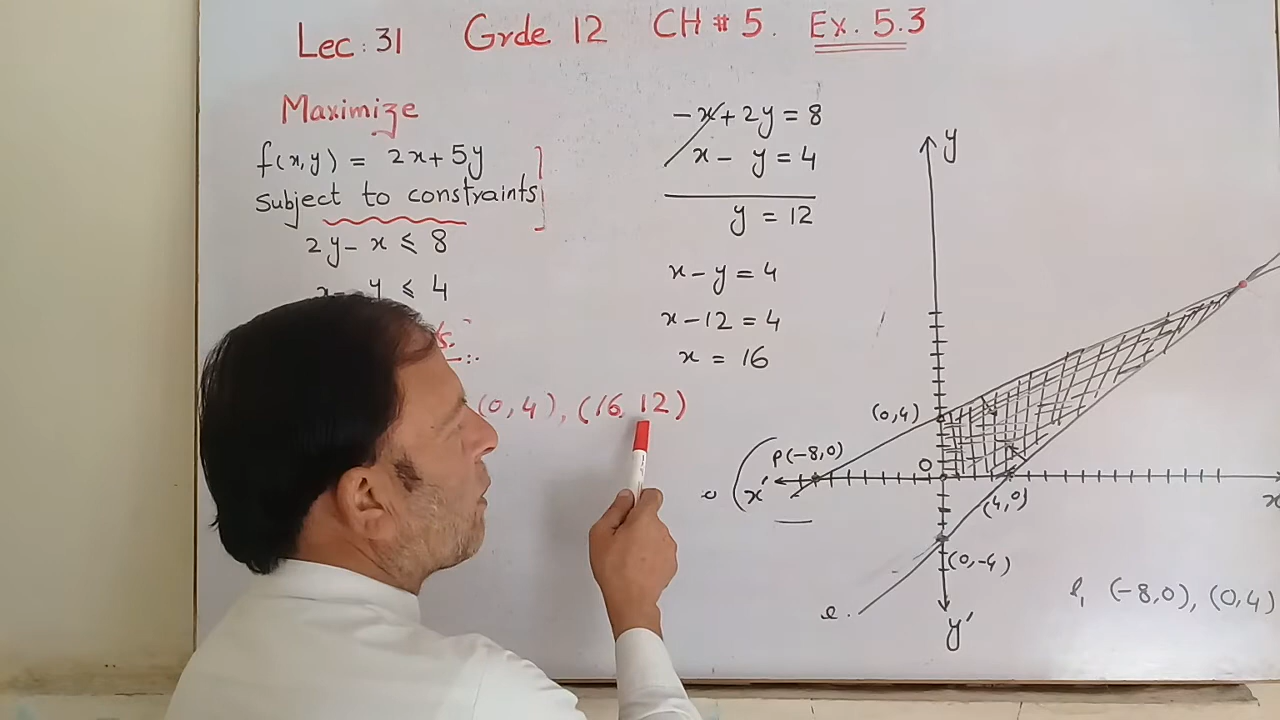 Lec: 31 Grde 12 CH # 5. Ex. 5.3
Maximize
f(x,y) = 2x+5y
Subject to constraints
2y-x ⩽ 8
x- y ⩽ 4
(0,4), (16,12)
-x+2y=8
x- y=4
y = 12
x-y=4
x-12=4
x = 16
y
(0,4)
P(-8,0)
O
x'
(4,0)
x
(0,-4)
y'
l, (-8,0), (0,4)